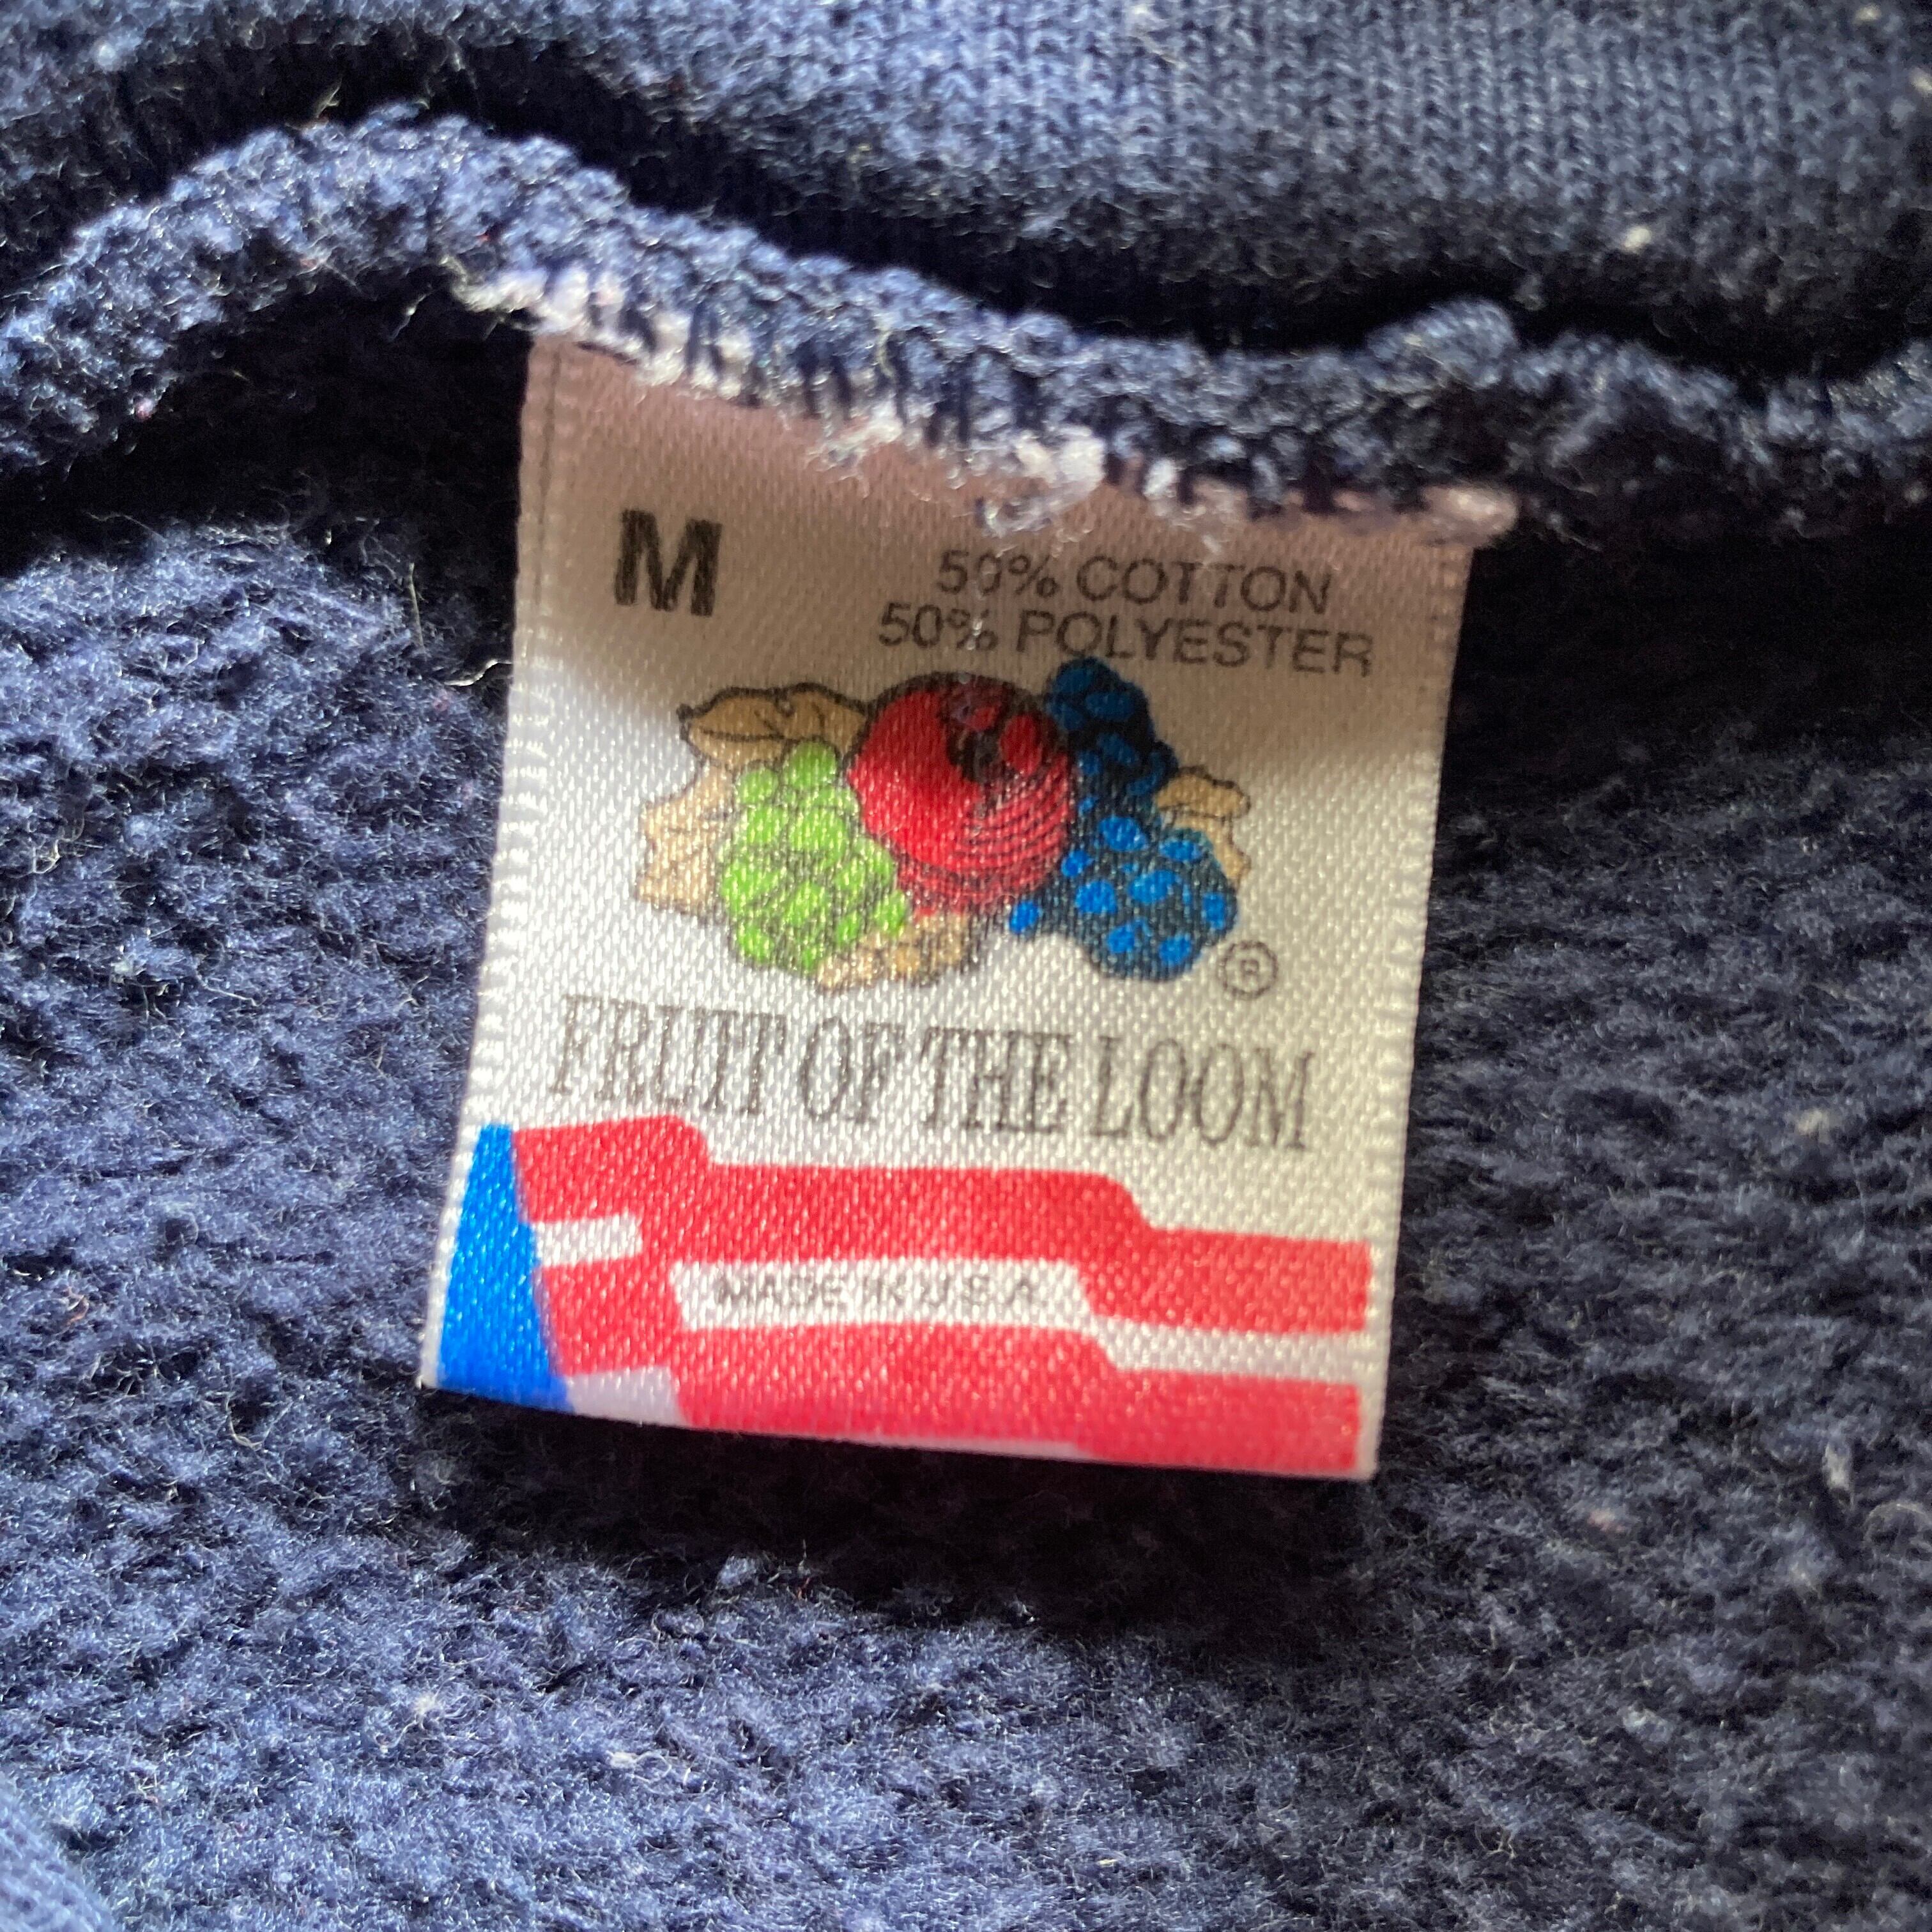 M
50% COTTON
50% POLYESTER
®
FRUIT OF THE LOOM
MADE IN U.S.A.